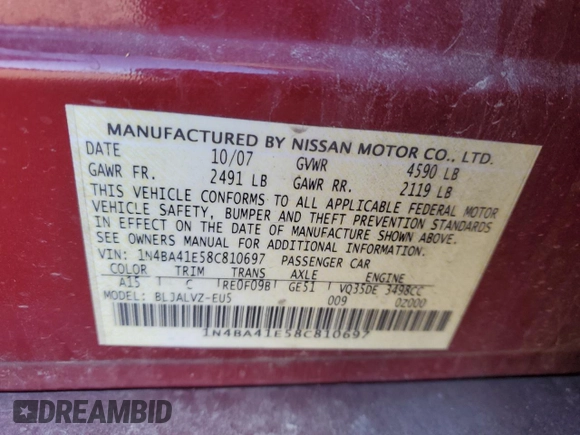 MANUFACTURED BY NISSAN MOTOR CO., LTD.
DATE 10/07 GVWR 4590 LB
GAWR FR. 2491 LB GAWR RR. 2119 LB
THIS VEHICLE CONFORMS TO ALL APPLICABLE FEDERAL MOTOR
VEHICLE SAFETY, BUMPER AND THEFT PREVENTION STANDARDS
IN EFFECT ON THE DATE OF MANUFACTURE SHOWN ABOVE.
SEE OWNERS MANUAL FOR ADDITIONAL INFORMATION.
VIN: 1N4BA41E58C810697 PASSENGER CAR
COLOR TRIM TRANS AXLE ENGINE
A15 C RE0F09B GE51 VQ35DE 3498CC
MODEL: BLJALVZ-EU5 009 02000
1N4BA41E58C810697
DREAMBID